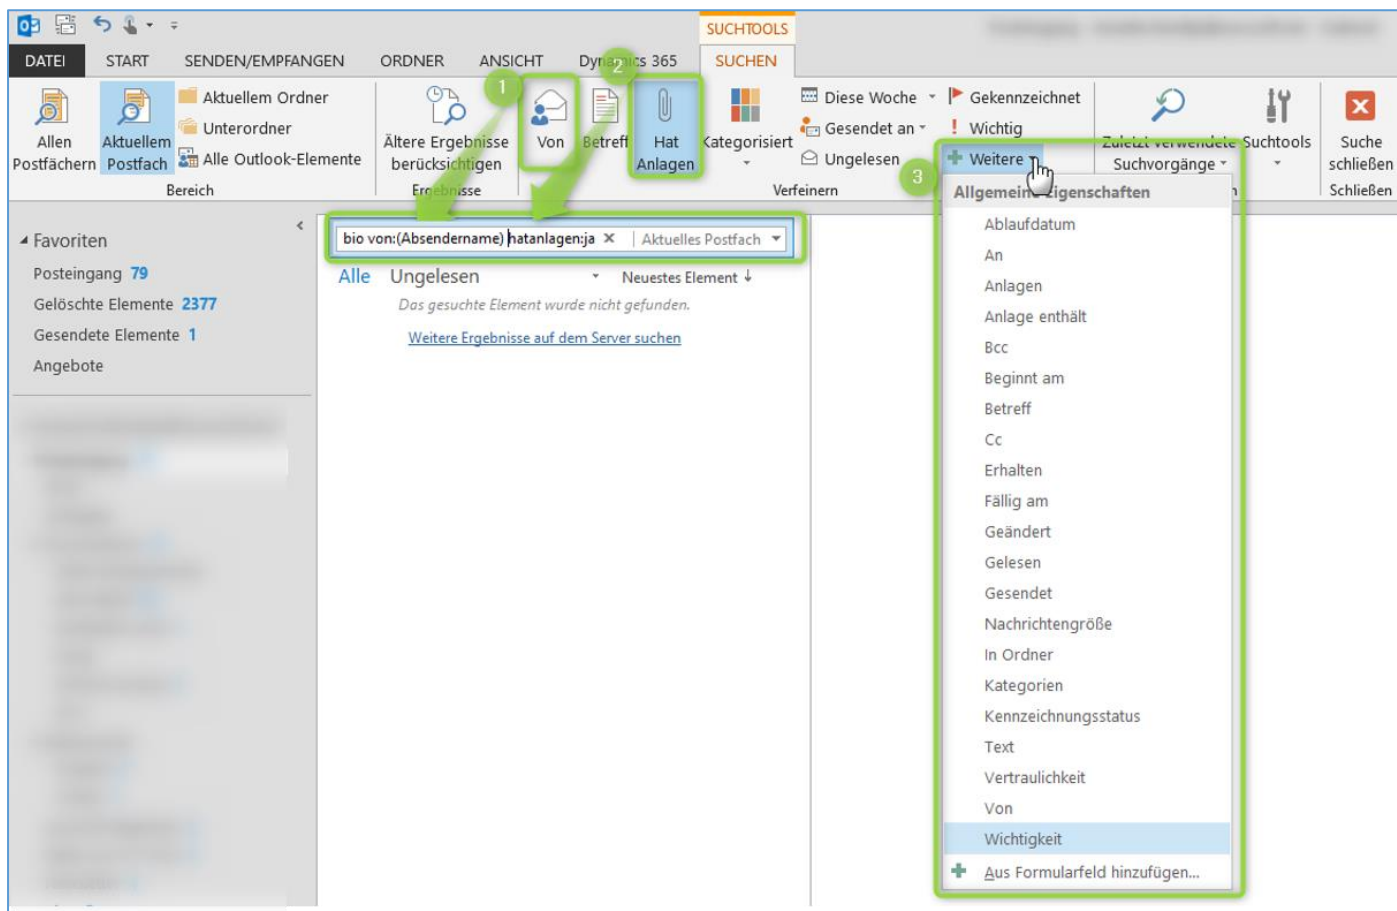 SUCHTOOLS
DATEI START SENDEN/EMPFANGEN ORDNER ANSICHT Dynamics 365 SUCHEN
1
2
Allen
Postfächern
Aktuellem
Postfach
Aktuellem Ordner
Unterordner
Alle Outlook-Elemente
Bereich
Ältere Ergebnisse
berücksichtigen
Ergebnisse
Von
Betreff
Hat
Anlagen
Kategorisiert
Diese Woche
Gesendet an
Ungelesen
Gekennzeichnet
Wichtig
Weitere
Verfeinern
3
Zuletzt verwendete
Suchvorgänge
Suchtools
Suche
schließen
Schließen
Favoriten
Posteingang 79
Gelöschte Elemente 2377
Gesendete Elemente 1
Angebote
bio von:(Absendername) hatanlagen:ja Aktuelles Postfach
Alle Ungelesen Neuestes Element ↓
Das gesuchte Element wurde nicht gefunden.
Weitere Ergebnisse auf dem Server suchen
Allgemeine Eigenschaften
Ablaufdatum
An
Anlagen
Anlage enthält
Bcc
Beginnt am
Betreff
Cc
Erhalten
Fällig am
Geändert
Gelesen
Gesendet
Nachrichtengröße
In Ordner
Kategorien
Kennzeichnungsstatus
Text
Vertraulichkeit
Von
Wichtigkeit
Aus Formularfeld hinzufügen...